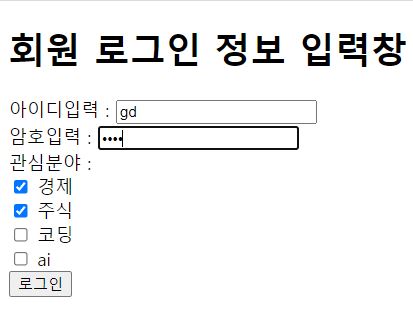 회원 로그인 정보 입력창
아이디입력 : gd
암호입력 : ••••
관심분야 :
경제
주식
코딩
ai
로그인